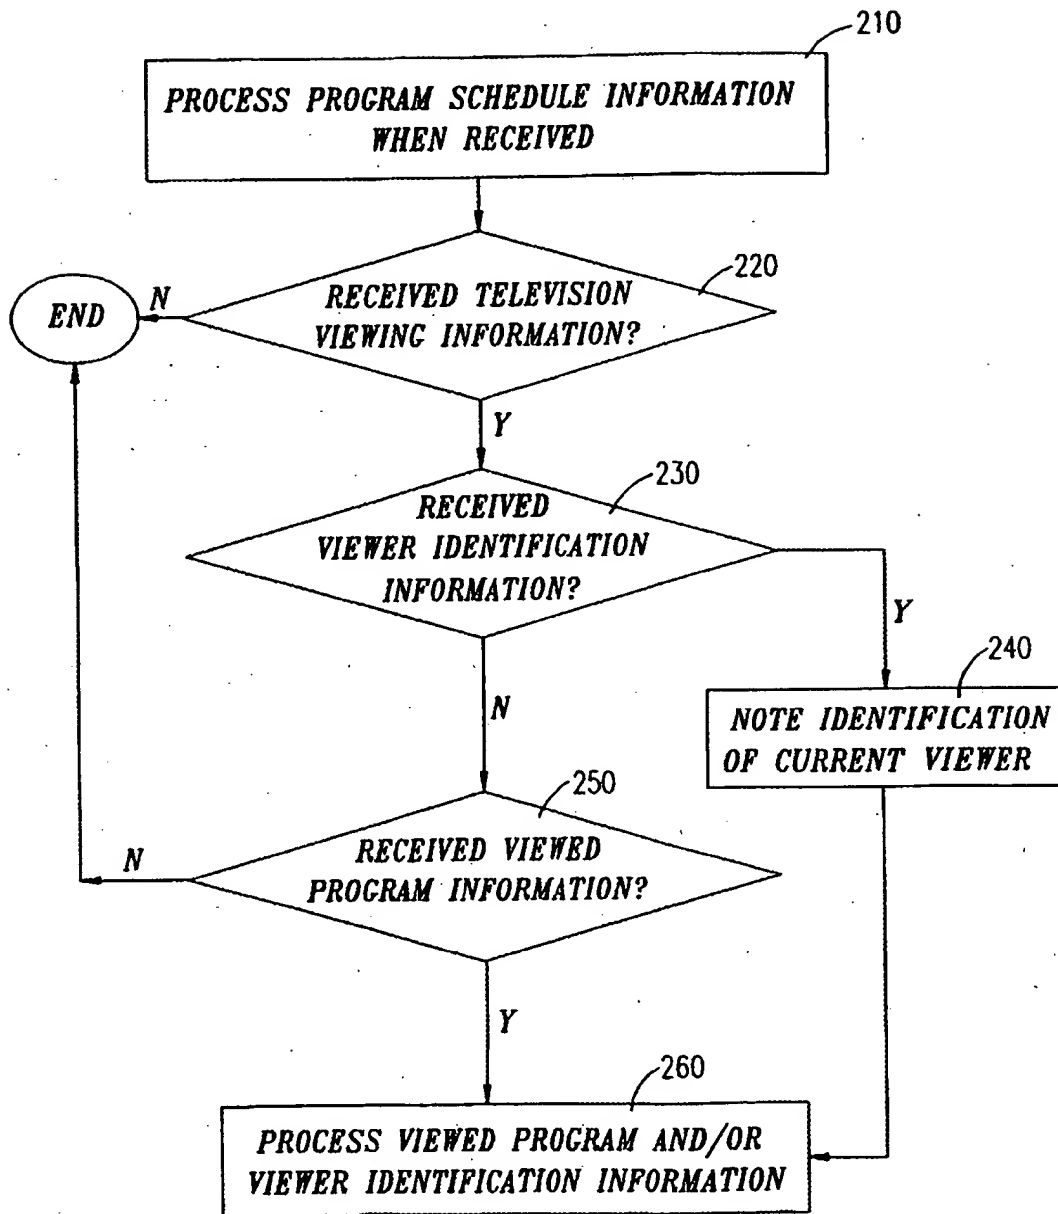 210
PROCESS PROGRAM SCHEDULE INFORMATION
WHEN RECEIVED
220
RECEIVED TELEVISION
VIEWING INFORMATION?
N
END
Y
230
RECEIVED
VIEWER IDENTIFICATION
INFORMATION?
Y
240
NOTE IDENTIFICATION
OF CURRENT VIEWER
N
250
RECEIVED VIEWED
PROGRAM INFORMATION?
N
Y
260
PROCESS VIEWED PROGRAM AND/OR
VIEWER IDENTIFICATION INFORMATION